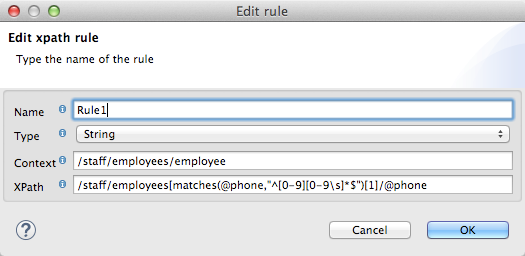 Edit rule
Edit xpath rule
Type the name of the rule
Name Rule1
Type String
Context /staff/employees/employee
XPath /staff/employees[matches(@phone,"^[0-9][0-9\s]*$")[1]/@phone
? Cancel OK